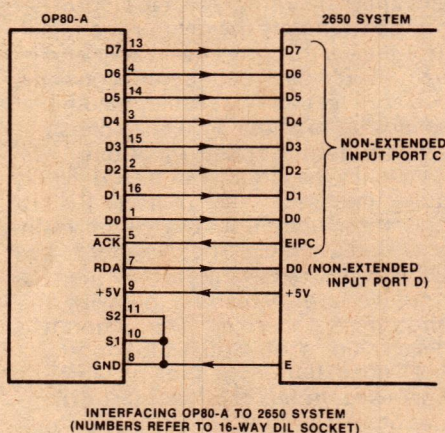 OP80-A 2650 SYSTEM
D7 13 D7
D6 4 D6
D5 14 D5
D4 3 D4
D3 15 D3
D2 2 D2
D1 16 D1
D0 1 D0
NON-EXTENDED
INPUT PORT C
ACK 5 EIPC
RDA 7 D0 (NON-EXTENDED
INPUT PORT D)
+5V 9 +5V
S2 11
S1 10
GND 8 E
INTERFACING OP80-A TO 2650 SYSTEM
(NUMBERS REFER TO 16-WAY DIL SOCKET)